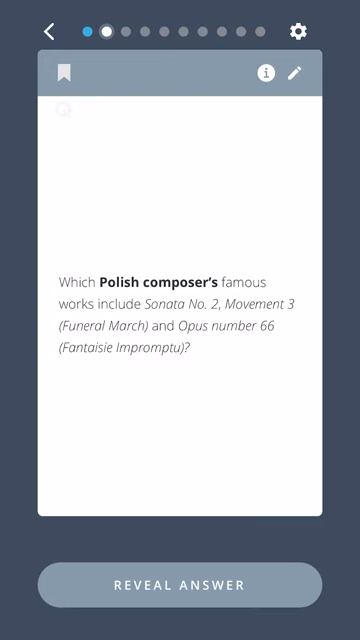 Q
Which Polish composer's famous
works include Sonata No. 2, Movement 3
(Funeral March) and Opus number 66
(Fantaisie Impromptu)?
REVEAL ANSWER